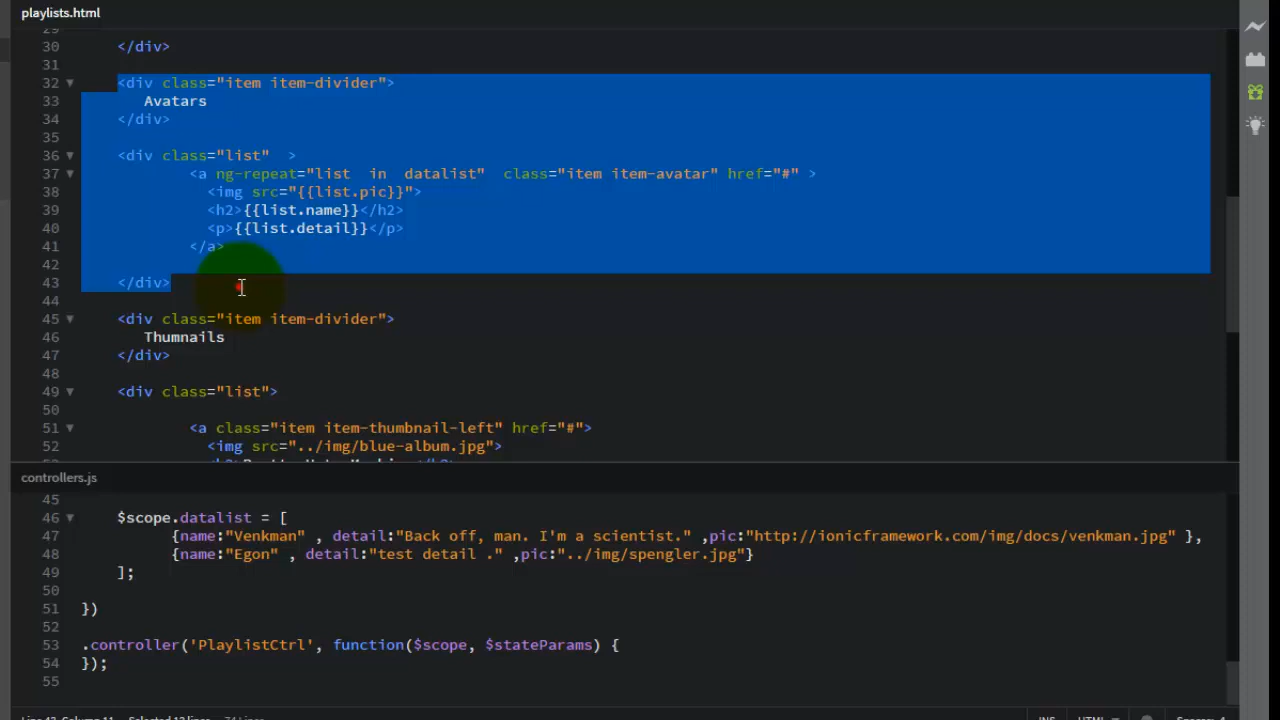 playlists.html
29
30 </div>
31
32 <div class="item item-divider">
33 Avatars
34 </div>
35
36 <div class="list"  >
37 <a ng-repeat="list  in  datalist"  class="item item-avatar" href="#" >
38 <img src="{{list.pic}}">
39 <h2>{{list.name}}</h2>
40 <p>{{list.detail}}</p>
41 </a>
42
43 </div>
44
45 <div class="item item-divider">
46 Thumnails
47 </div>
48
49 <div class="list">
50
51 <a class="item item-thumbnail-left" href="#">
52 <img src="../img/blue-album.jpg">
controllers.js
45
46 $scope.datalist = [
47 {name:"Venkman" , detail:"Back off, man. I'm a scientist." ,pic:"http://ionicframework.com/img/docs/venkman.jpg" },
48 {name:"Egon" , detail:"test detail ." ,pic:"../img/spengler.jpg"}
49 ];
50
51 })
52
53 .controller('PlaylistCtrl', function($scope, $stateParams) {
54 });
55